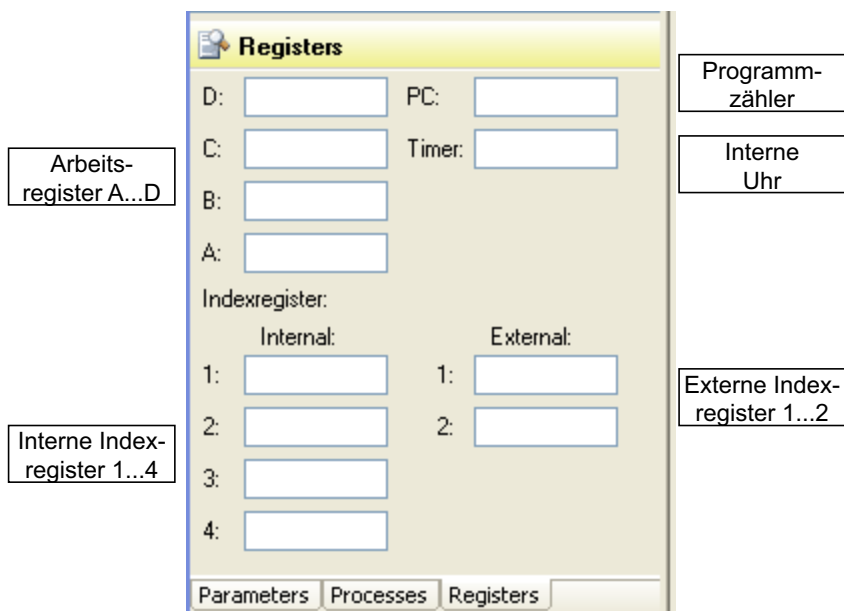 Registers
D:
PC:
C:
Timer:
B:
A:
Indexregister:
Internal:
External:
1:
1:
2:
2:
3:
4:
Parameters Processes Registers
Arbeits-
register A...D
Interne Index-
register 1...4
Programm-
zähler
Interne
Uhr
Externe Index-
register 1...2